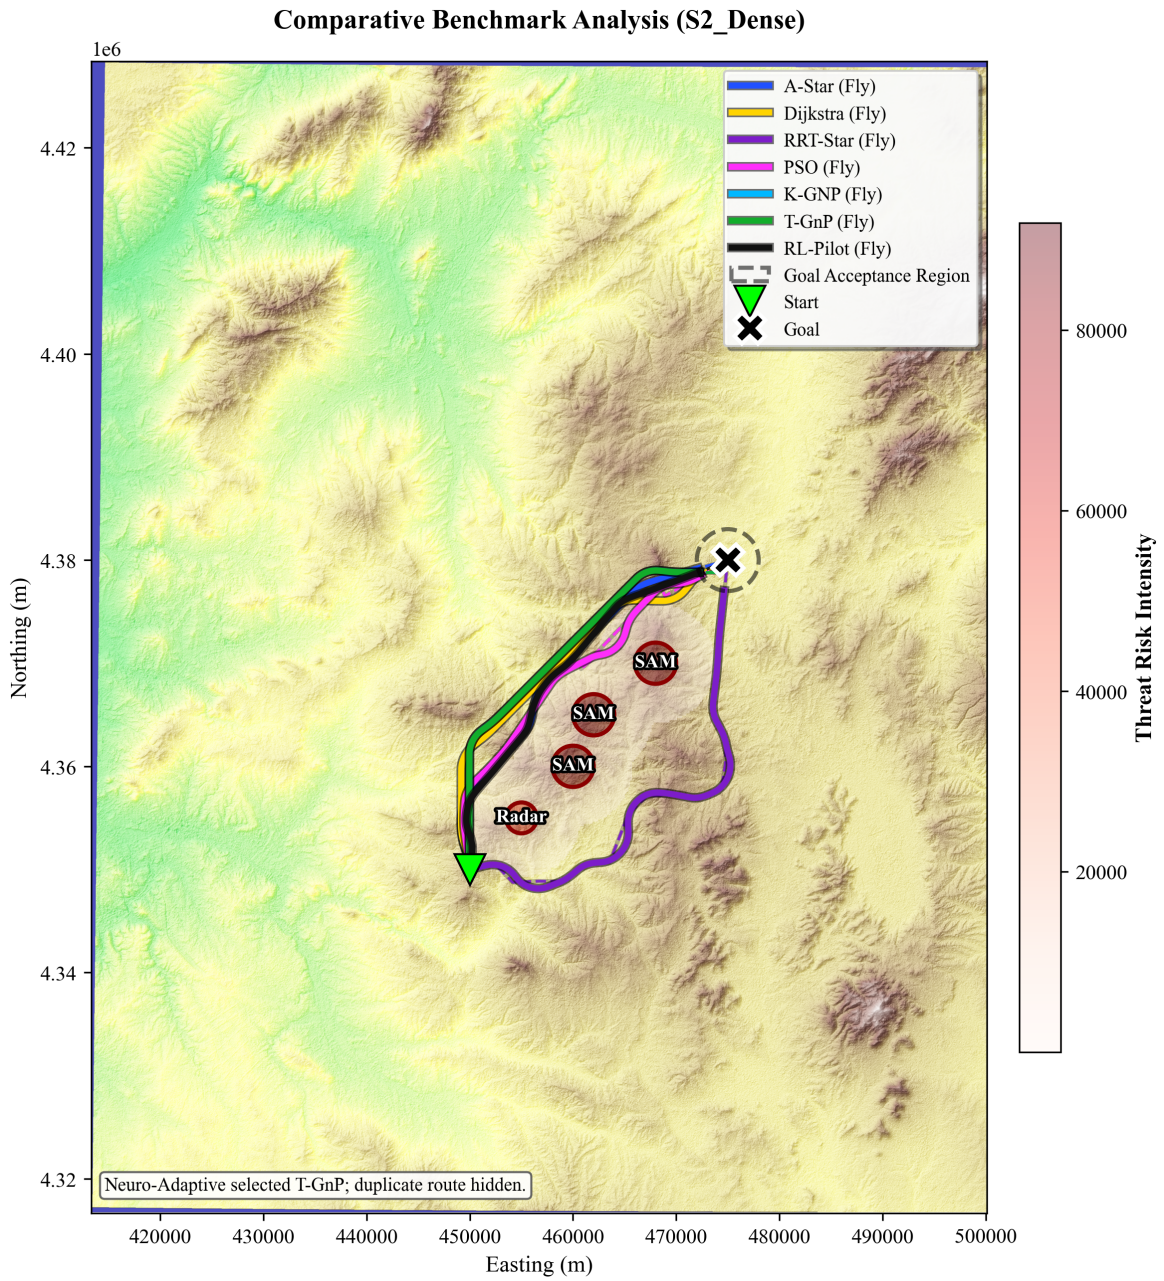 Comparative Benchmark Analysis (S2_Dense)
1e6
A-Star (Fly)
Dijkstra (Fly)
RRT-Star (Fly)
PSO (Fly)
K-GNP (Fly)
T-GnP (Fly)
RL-Pilot (Fly)
Goal Acceptance Region
Start
Goal
4.42
4.40
4.38
4.36
4.34
4.32
Northing (m)
SAM
SAM
SAM
Radar
Neuro-Adaptive selected T-GnP; duplicate route hidden.
420000
430000
440000
450000
460000
470000
480000
490000
500000
Easting (m)
80000
60000
40000
20000
Threat Risk Intensity